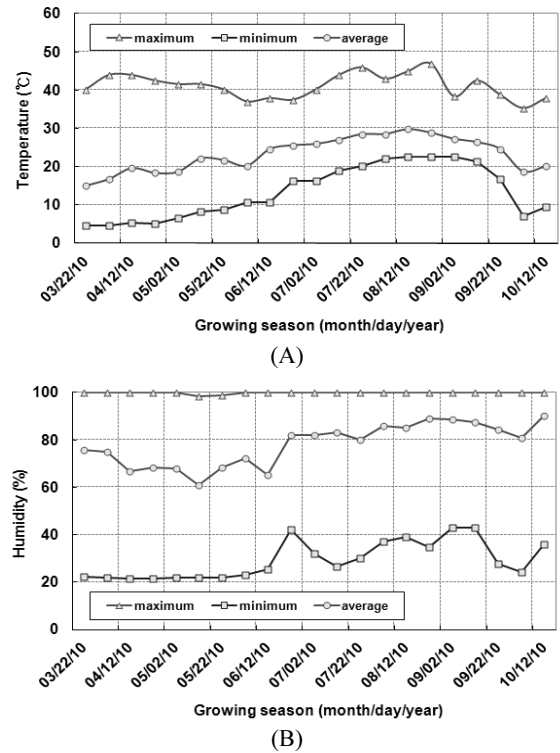 60
50
40
30
20
10
0
Temperature (℃)
maximum minimum average
03/22/10 04/12/10 05/02/10 05/22/10 06/12/10 07/02/10 07/22/10 08/12/10 09/02/10 09/22/10 10/12/10
Growing season (month/day/year)
(A)
100
80
60
40
20
0
Humidity (%)
maximum minimum average
03/22/10 04/12/10 05/02/10 05/22/10 06/12/10 07/02/10 07/22/10 08/12/10 09/02/10 09/22/10 10/12/10
Growing season (month/day/year)
(B)